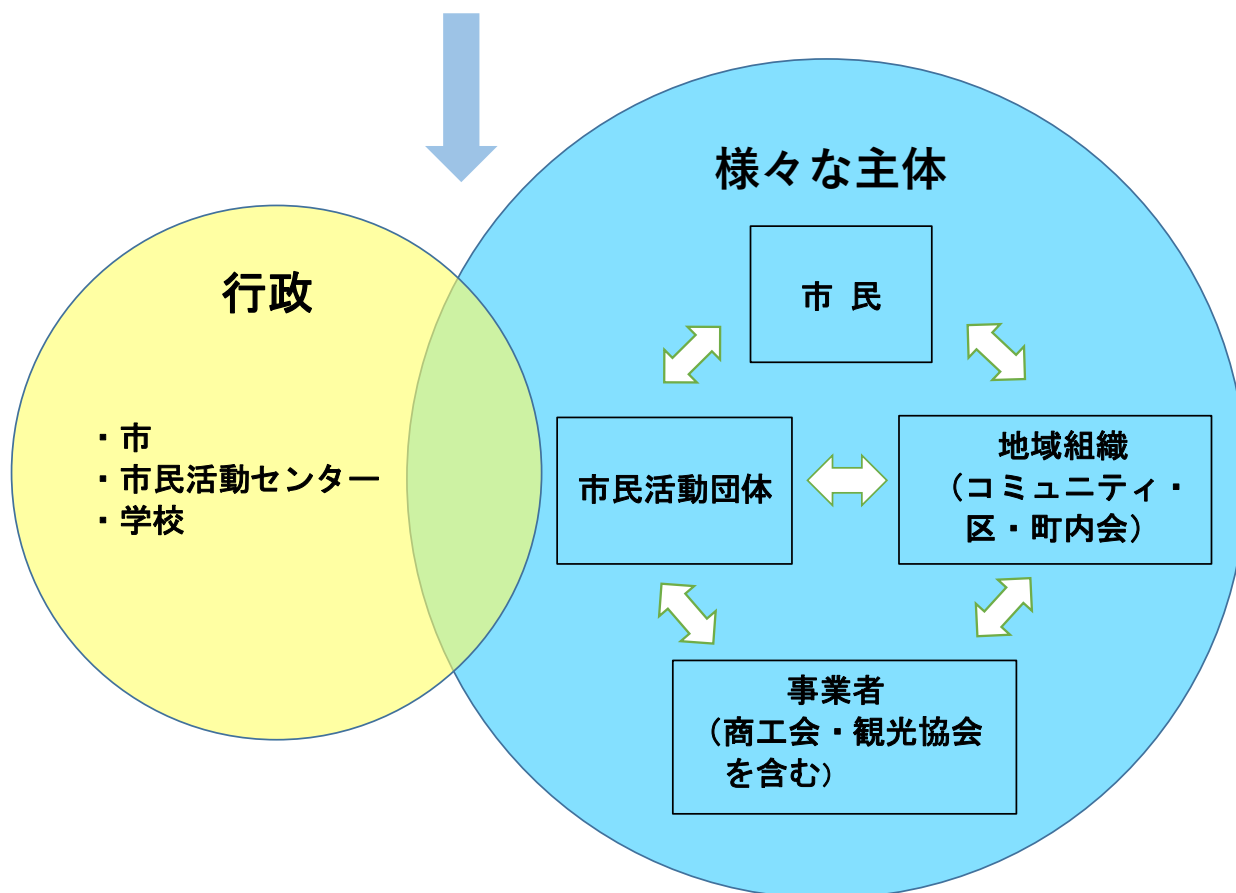 様々な主体
行政
市 民
・市
・市民活動センター
・学校
市民活動団体
地域組織
（コミュニティ・
区・町内会）
事業者
（商工会・観光協会
を含む）